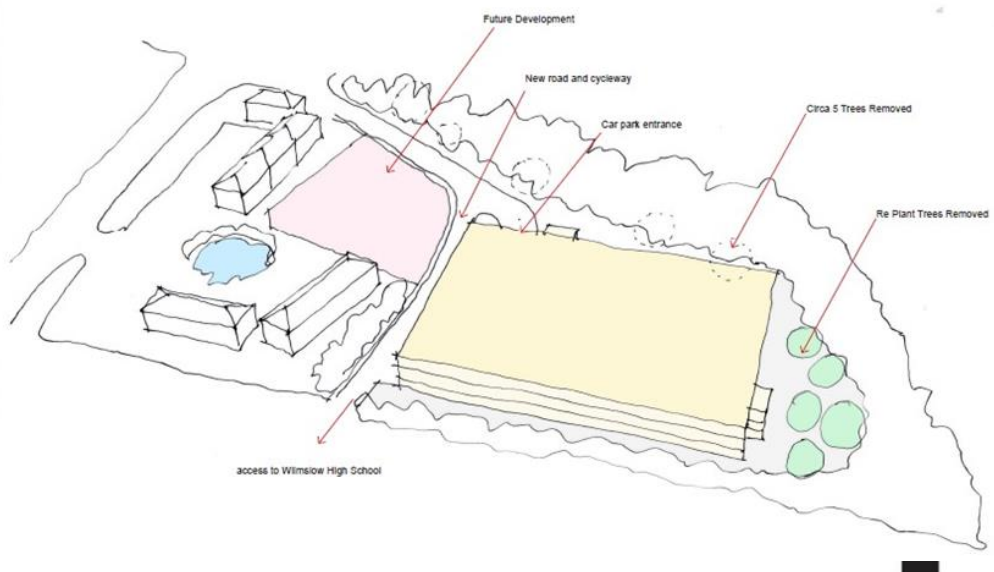 Future Development
New road and cycleway
Car park entrance
Circa 5 Trees Removed
Re Plant Trees Removed
access to Wilmslow High School